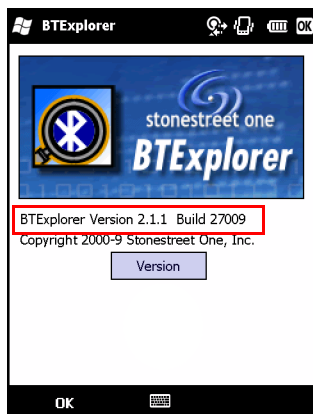 BTExplorer
OK
stonestreet one
BTExplorer
BTExplorer Version 2.1.1 Build 27009
Copyright 2000-9 Stonestreet One, Inc.
Version
OK